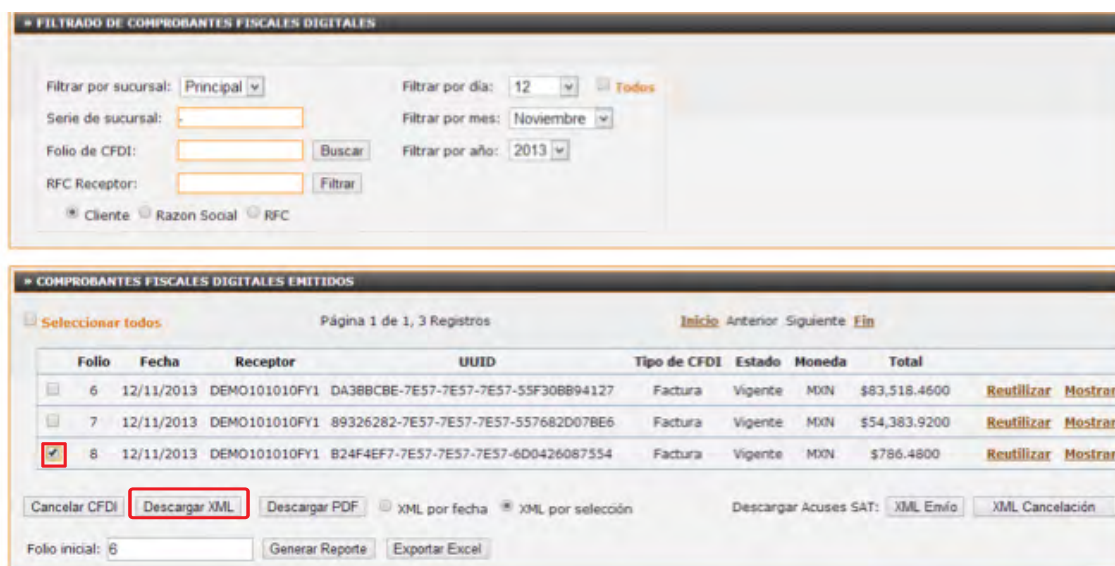 » FILTRADO DE COMPROBANTES FISCALES DIGITALES
Filtrar por sucursal: Principal Filtrar por día: 12 Todos
Serie de sucursal: - Filtrar por mes: Noviembre
Folio de CFDI: Buscar Filtrar por año: 2013
RFC Receptor: Filtrar
Cliente Razon Social RFC
» COMPROBANTES FISCALES DIGITALES EMITIDOS
Seleccionar todos Página 1 de 1, 3 Registros Inicio Anterior Siguiente Fin
Folio Fecha Receptor UUID Tipo de CFDI Estado Moneda Total
6 12/11/2013 DEMO101010FY1 DA3BBCBE-7E57-7E57-7E57-55F30BB94127 Factura Vigente MXN $83,518.4600 Reutilizar Mostrar
7 12/11/2013 DEMO101010FY1 89326282-7E57-7E57-7E57-557682D07BE6 Factura Vigente MXN $54,383.9200 Reutilizar Mostrar
8 12/11/2013 DEMO101010FY1 B24F4EF7-7E57-7E57-7E57-6D0426087554 Factura Vigente MXN $786.4800 Reutilizar Mostrar
Cancelar CFDI Descargar XML Descargar PDF XML por fecha XML por selección Descargar Acuses SAT: XML Envío XML Cancelación
Folio inicial: 6 Generar Reporte Exportar Excel